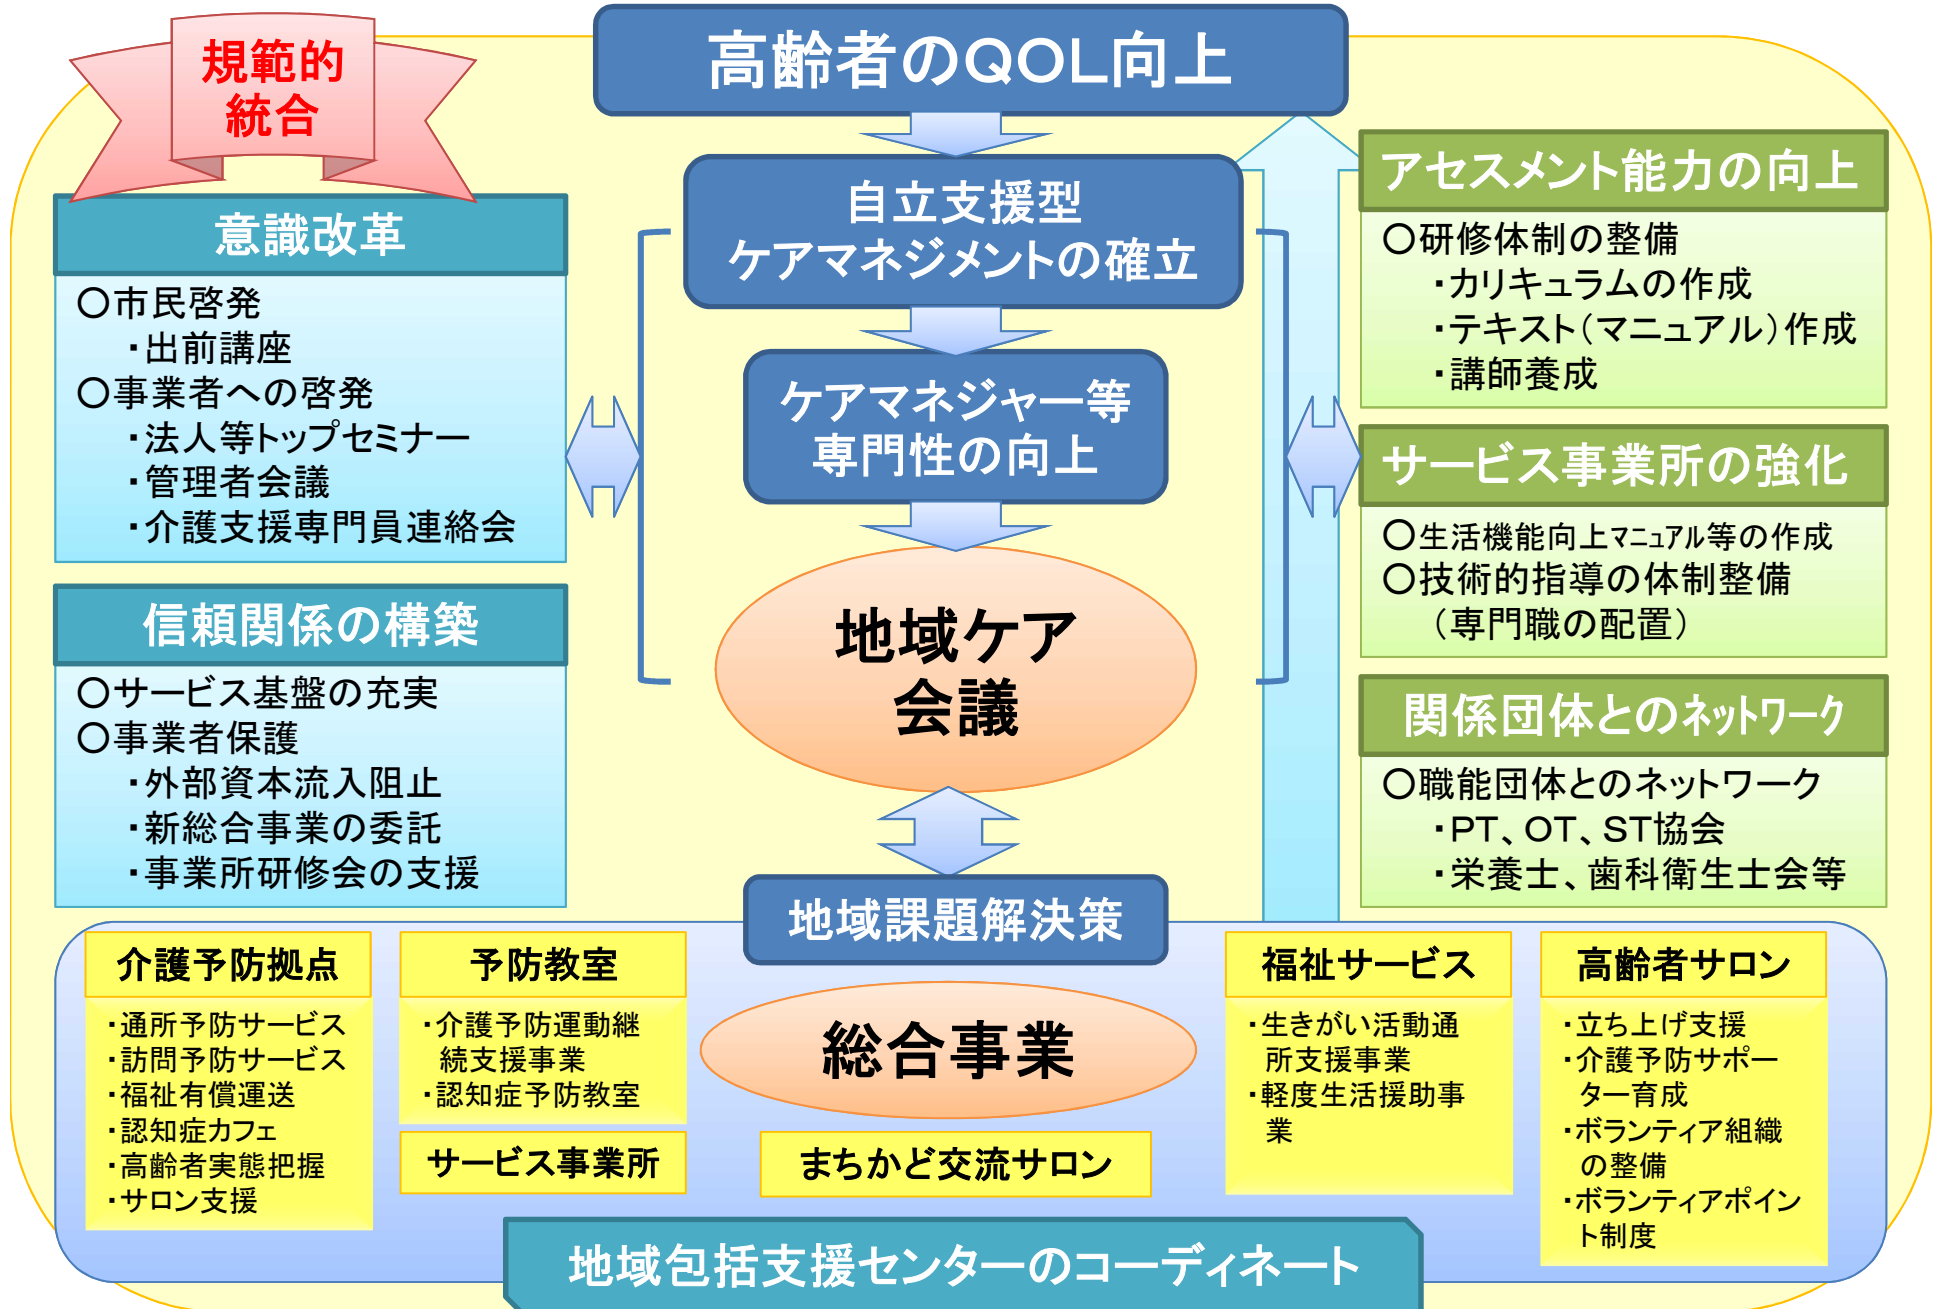 規範的
統合
高齢者のQOL向上
自立支援型
ケアマネジメントの確立
ケアマネジャー等
専門性の向上
地域ケア
会議
意識改革
〇市民啓発
・出前講座
〇事業者への啓発
・法人等トップセミナー
・管理者会議
・介護支援専門員連絡会
信頼関係の構築
〇サービス基盤の充実
〇事業者保護
・外部資本流入阻止
・新総合事業の委託
・事業所研修会の支援
アセスメント能力の向上
〇研修体制の整備
・カリキュラムの作成
・テキスト（マニュアル）作成
・講師養成
サービス事業所の強化
〇生活機能向上マニュアル等の作成
〇技術的指導の体制整備
（専門職の配置）
関係団体とのネットワーク
〇職能団体とのネットワーク
・PT、OT、ST協会
・栄養士、歯科衛生士会等
地域課題解決策
介護予防拠点
・通所予防サービス
・訪問予防サービス
・福祉有償運送
・認知症カフェ
・高齢者実態把握
・サロン支援
予防教室
・介護予防運動継
続支援事業
・認知症予防教室
サービス事業所
総合事業
まちかど交流サロン
福祉サービス
・生きがい活動通
所支援事業
・軽度生活援助事
業
高齢者サロン
・立ち上げ支援
・介護予防サポー
ター育成
・ボランティア組織
の整備
・ボランティアポイン
ト制度
地域包括支援センターのコーディネート